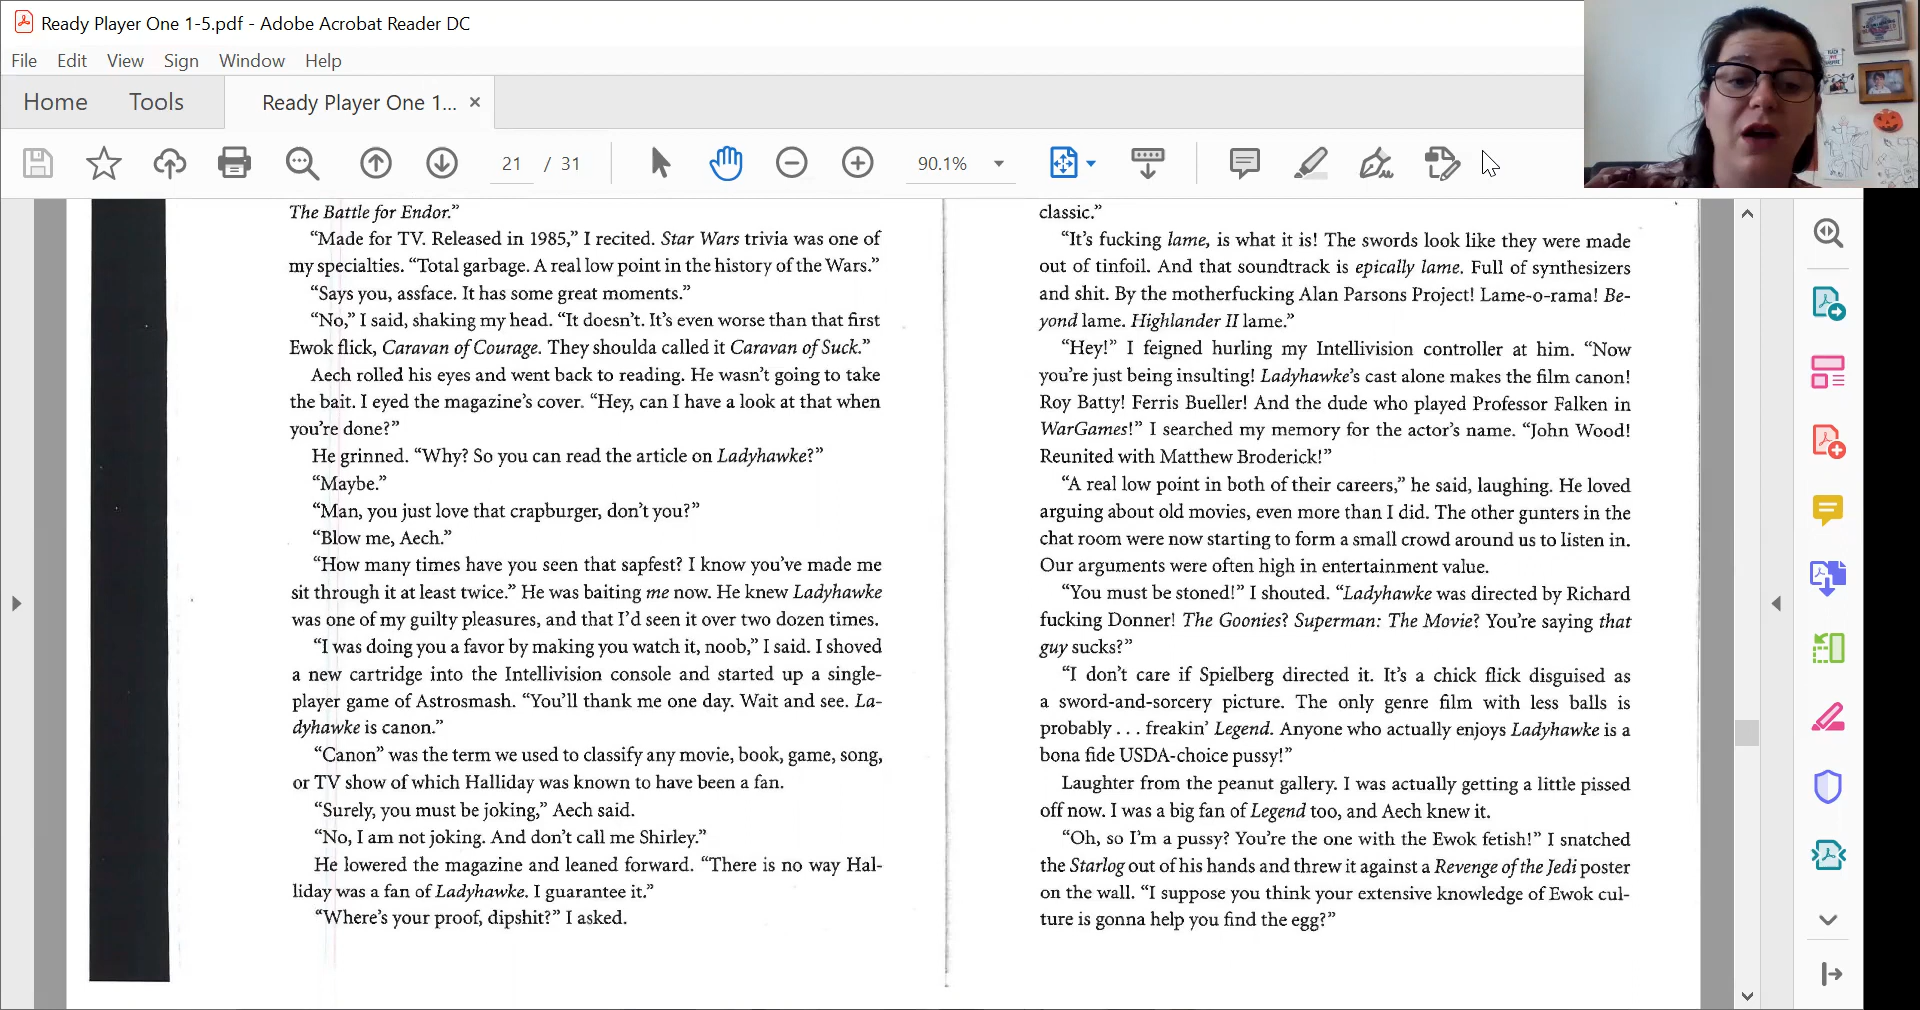 Ready Player One 1-5.pdf - Adobe Acrobat Reader DC
File Edit View Sign Window Help
Home Tools Ready Player One 1... ×
21 / 31 90.1%
The Battle for Endor.”
“Made for TV. Released in 1985,” I recited. Star Wars trivia was one of
my specialties. “Total garbage. A real low point in the history of the Wars.”
“Says you, assface. It has some great moments.”
“No,” I said, shaking my head. “It doesn’t. It’s even worse than that first
Ewok flick, Caravan of Courage. They shoulda called it Caravan of Suck.”
Aech rolled his eyes and went back to reading. He wasn’t going to take
the bait. I eyed the magazine’s cover. “Hey, can I have a look at that when
you’re done?”
He grinned. “Why? So you can read the article on Ladyhawke?”
“Maybe.”
“Man, you just love that crapburger, don’t you?”
“Blow me, Aech.”
“How many times have you seen that sapfest? I know you’ve made me
sit through it at least twice.” He was baiting me now. He knew Ladyhawke
was one of my guilty pleasures, and that I’d seen it over two dozen times.
“I was doing you a favor by making you watch it, noob,” I said. I shoved
a new cartridge into the Intellivision console and started up a single-
player game of Astrosmash. “You’ll thank me one day. Wait and see. La-
dyhawke is canon.”
“Canon” was the term we used to classify any movie, book, game, song,
or TV show of which Halliday was known to have been a fan.
“Surely, you must be joking,” Aech said.
“No, I am not joking. And don’t call me Shirley.”
He lowered the magazine and leaned forward. “There is no way Hal-
liday was a fan of Ladyhawke. I guarantee it.”
“Where’s your proof, dipshit?” I asked.
classic.”
“It’s fucking lame, is what it is! The swords look like they were made
out of tinfoil. And that soundtrack is epically lame. Full of synthesizers
and shit. By the motherfucking Alan Parsons Project! Lame-o-rama! Be-
yond lame. Highlander II lame.”
“Hey!” I feigned hurling my Intellivision controller at him. “Now
you’re just being insulting! Ladyhawke’s cast alone makes the film canon!
Roy Batty! Ferris Bueller! And the dude who played Professor Falken in
WarGames!” I searched my memory for the actor’s name. “John Wood!
Reunited with Matthew Broderick!”
“A real low point in both of their careers,” he said, laughing. He loved
arguing about old movies, even more than I did. The other gunters in the
chat room were now starting to form a small crowd around us to listen in.
Our arguments were often high in entertainment value.
“You must be stoned!” I shouted. “Ladyhawke was directed by Richard
fucking Donner! The Goonies? Superman: The Movie? You’re saying that
guy sucks?”
“I don’t care if Spielberg directed it. It’s a chick flick disguised as
a sword-and-sorcery picture. The only genre film with less balls is
probably . . . freakin’ Legend. Anyone who actually enjoys Ladyhawke is a
bona fide USDA-choice pussy!”
Laughter from the peanut gallery. I was actually getting a little pissed
off now. I was a big fan of Legend too, and Aech knew it.
“Oh, so I’m a pussy? You’re the one with the Ewok fetish!” I snatched
the Starlog out of his hands and threw it against a Revenge of the Jedi poster
on the wall. “I suppose you think your extensive knowledge of Ewok cul-
ture is gonna help you find the egg?”